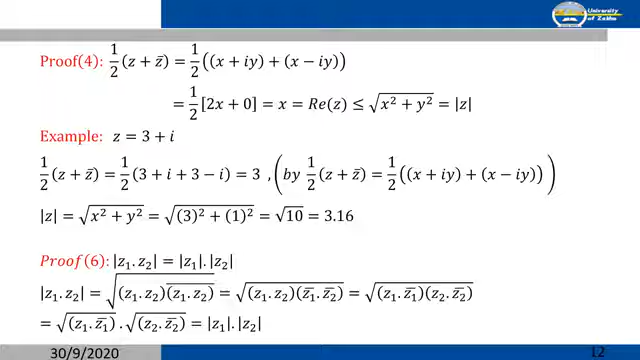 University
of Zakho
Proof(4): 1/2 (z + z̄) = 1/2 ((x + iy) + (x − iy))
= 1/2 [2x + 0] = x = Re(z) ≤ √(x² + y²) = |z|
Example: z = 3 + i
1/2 (z + z̄) = 1/2 (3 + i + 3 − i) = 3 , (by 1/2 (z + z̄) = 1/2 ((x + iy) + (x − iy)))
|z| = √(x² + y²) = √((3)² + (1)²) = √10 = 3.16
Proof(6): |z₁. z₂| = |z₁|. |z₂|
|z₁. z₂| = √((z₁. z₂)(z₁. z₂)̅) = √((z₁. z₂)(z̄₁. z̄₂)) = √((z₁. z̄₁)(z₂. z̄₂))
= √(z₁. z̄₁) . √(z₂. z̄₂) = |z₁|. |z₂|
30/9/2020
12